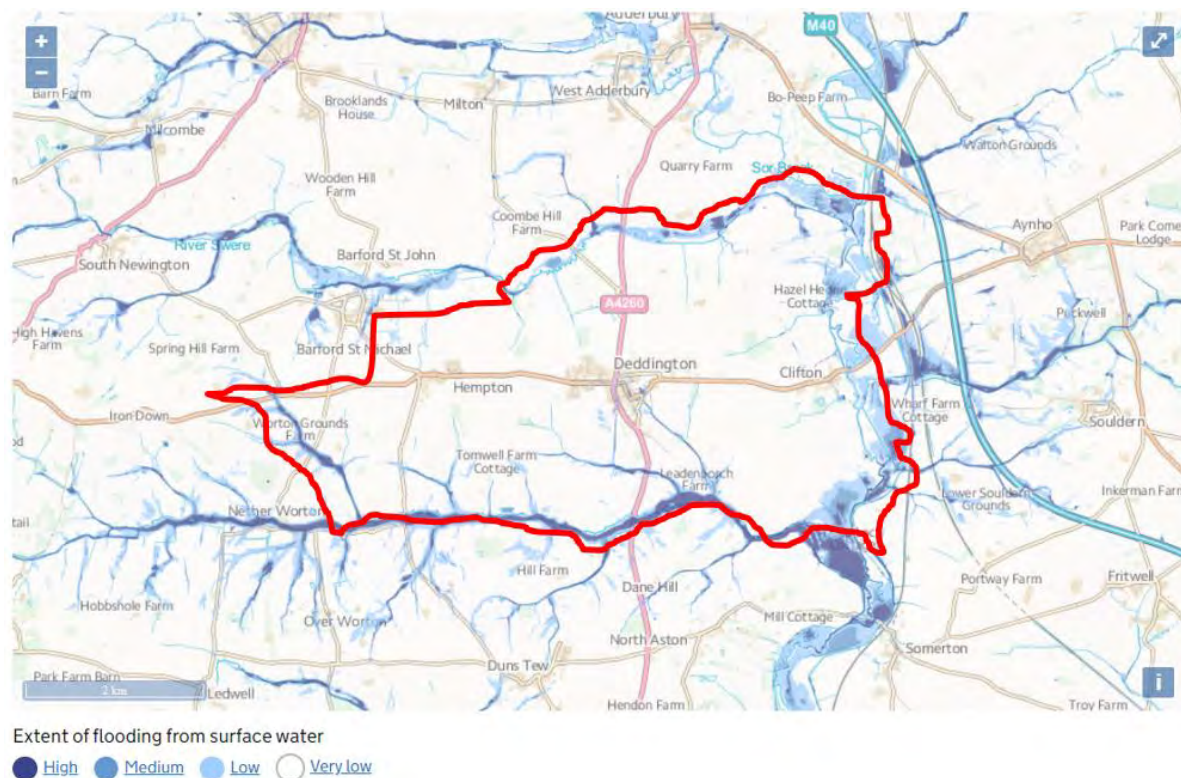 Adderbury
M40
+
−
Barn Farm
Brooklands
House
Milton
West Adderbury
Bo-Peep Farm
Milcombe
Walton Grounds
Quarry Farm
Sor Brook
Wooden Hill
Farm
Coombe Hill
Farm
Aynho
River Swere
Barford St John
South Newington
Hazel Hedge
Cottage
A4260
High Havens
Farm
Spring Hill Farm
Barford St Michael
Deddington
Clifton
Hempton
Iron Down
Wharf Farm
Cottage
Souldern
Worton Grounds
Farm
Tomwell Farm
Cottage
Leadenporch
Farm
Lower Souldern
Grounds
Inkerman Farm
Nether Worton
Hill Farm
Portway Farm
Fritwell
Hobbshole Farm
Dane Hill
Mill Cottage
Over Worton
North Aston
Somerton
Duns Tew
Park Farm Barn
2 km
Ledwell
Hendon Farm
Troy Farm
i
Extent of flooding from surface water
High Medium Low Very low